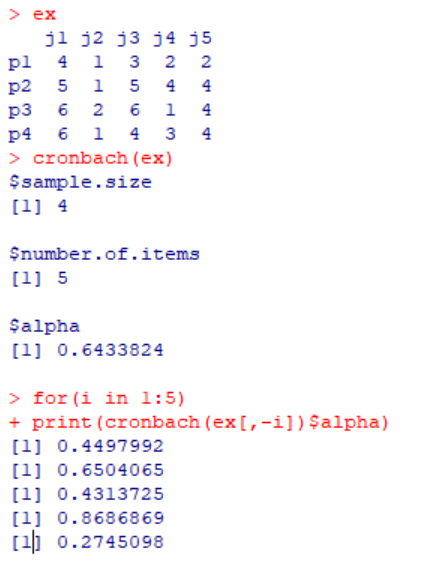 > ex
   j1 j2 j3 j4 j5
p1  4  1  3  2  2
p2  5  1  5  4  4
p3  6  2  6  1  4
p4  6  1  4  3  4
> cronbach(ex)
$sample.size
[1] 4

$number.of.items
[1] 5

$alpha
[1] 0.6433824

> for(i in 1:5)
+ print(cronbach(ex[,-i])$alpha)
[1] 0.4497992
[1] 0.6504065
[1] 0.4313725
[1] 0.8686869
[1] 0.2745098